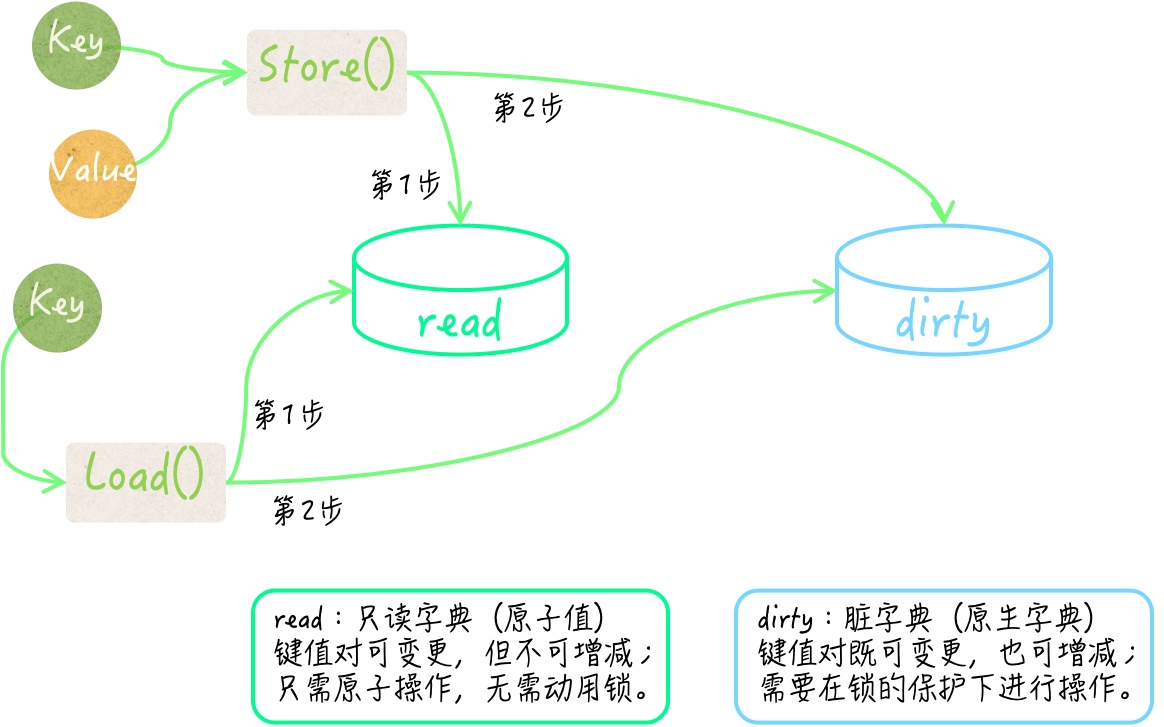 Key
Store()
第2步
Value
第1步
Key
read
dirty
第1步
Load()
第2步
read：只读字典（原子值）
键值对可变更，但不可增减；
只需原子操作，无需动用锁。
dirty：脏字典（原生字典）
键值对既可变更，也可增减；
需要在锁的保护下进行操作。